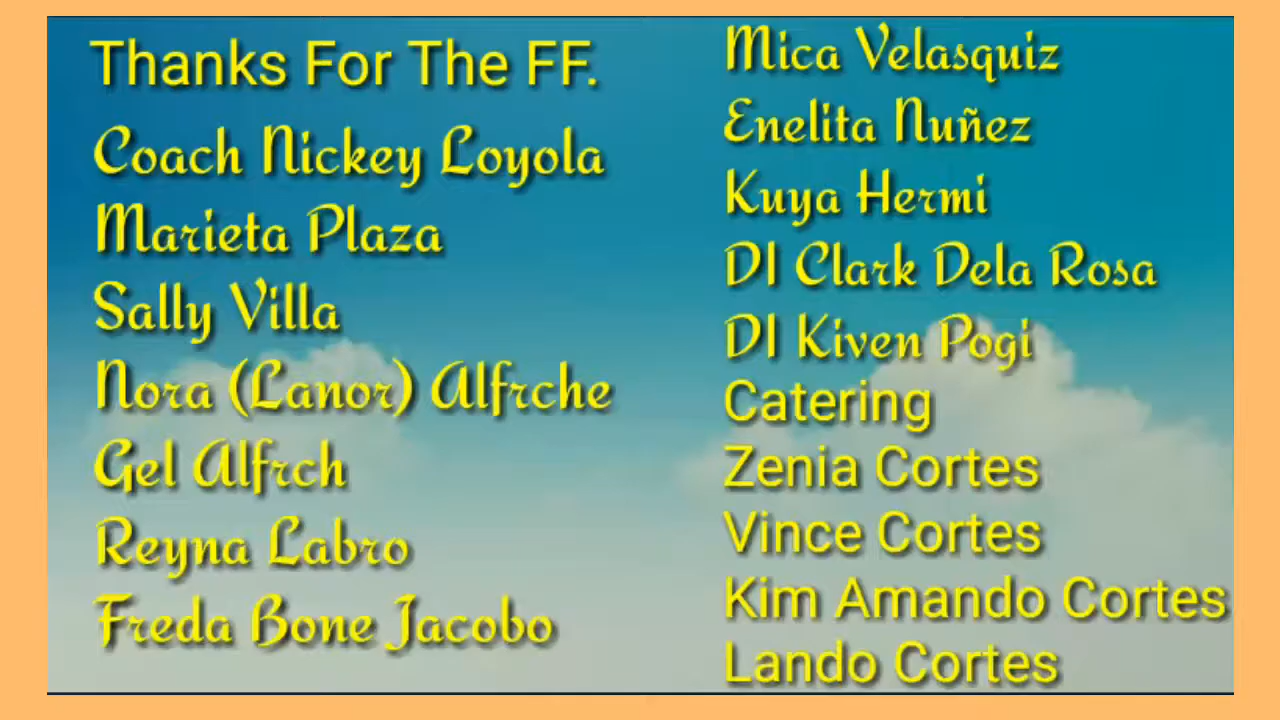 Thanks For The FF.
Coach Nickey Loyola
Marieta Plaza
Sally Villa
Nora (Lanor) Alfrche
Gel Alfrch
Reyna Labro
Freda Bone Jacobo
Mica Velasquiz
Enelita Nuñez
Kuya Hermi
DI Clark Dela Rosa
DI Kiven Pogi
Catering
Zenia Cortes
Vince Cortes
Kim Amando Cortes
Lando Cortes